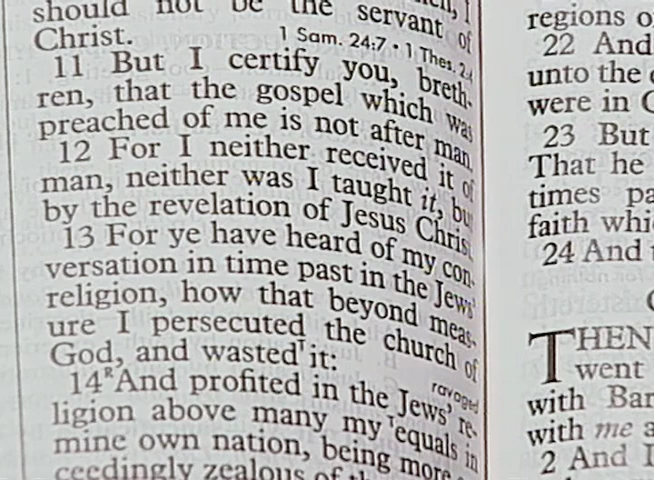 should not be the servant of
Christ.
1 Sam. 24:7 • 1 Thes. 2:4
11 But I certify you, breth-
ren, that the gospel which was
preached of me is not after man.
12 For I neither received it of
man, neither was I taught it, but
by the revelation of Jesus Christ
13 For ye have heard of my con-
versation in time past in the Jews'
religion, how that beyond meas-
ure I persecuted the church of
God, and wasted ᵀit:
ravaged
14ᴿAnd profited in the Jews' re-
ligion above many my ᵀequals in
mine own nation, being more
ceedingly zealous of
regions
22 And
unto the
were in
23 But
That he
times
faith
24 And
THEN
went
with Bar
with me
2 And I